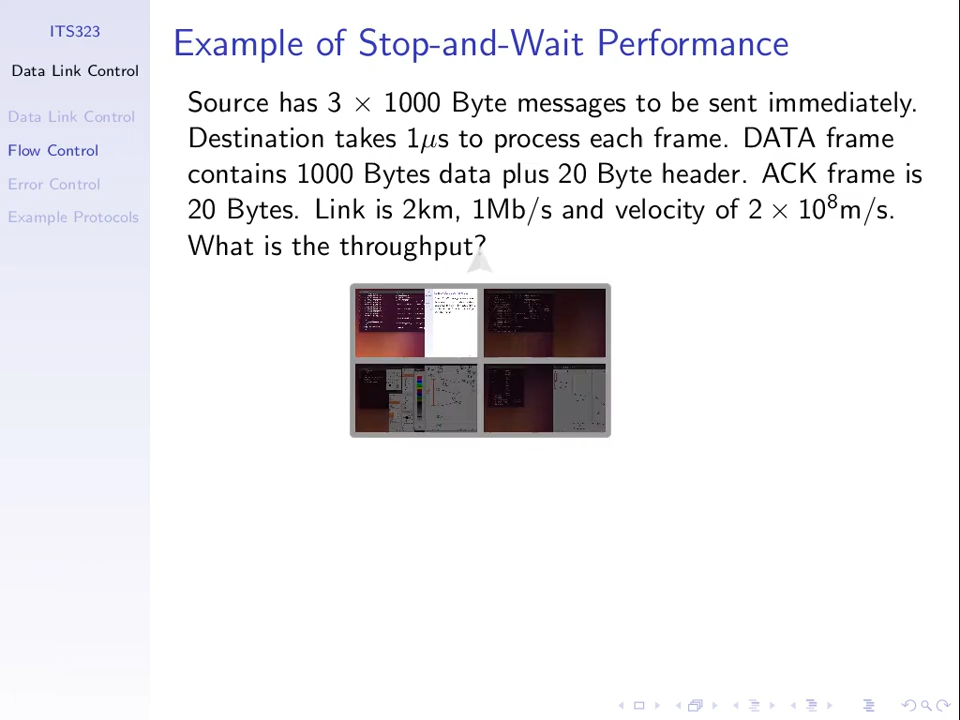 ITS323
Data Link Control
Data Link Control
Flow Control
Error Control
Example Protocols
Example of Stop-and-Wait Performance
Source has 3 × 1000 Byte messages to be sent immediately.
Destination takes 1μs to process each frame. DATA frame
contains 1000 Bytes data plus 20 Byte header. ACK frame is
20 Bytes. Link is 2km, 1Mb/s and velocity of 2 × 10⁸m/s.
What is the throughput?